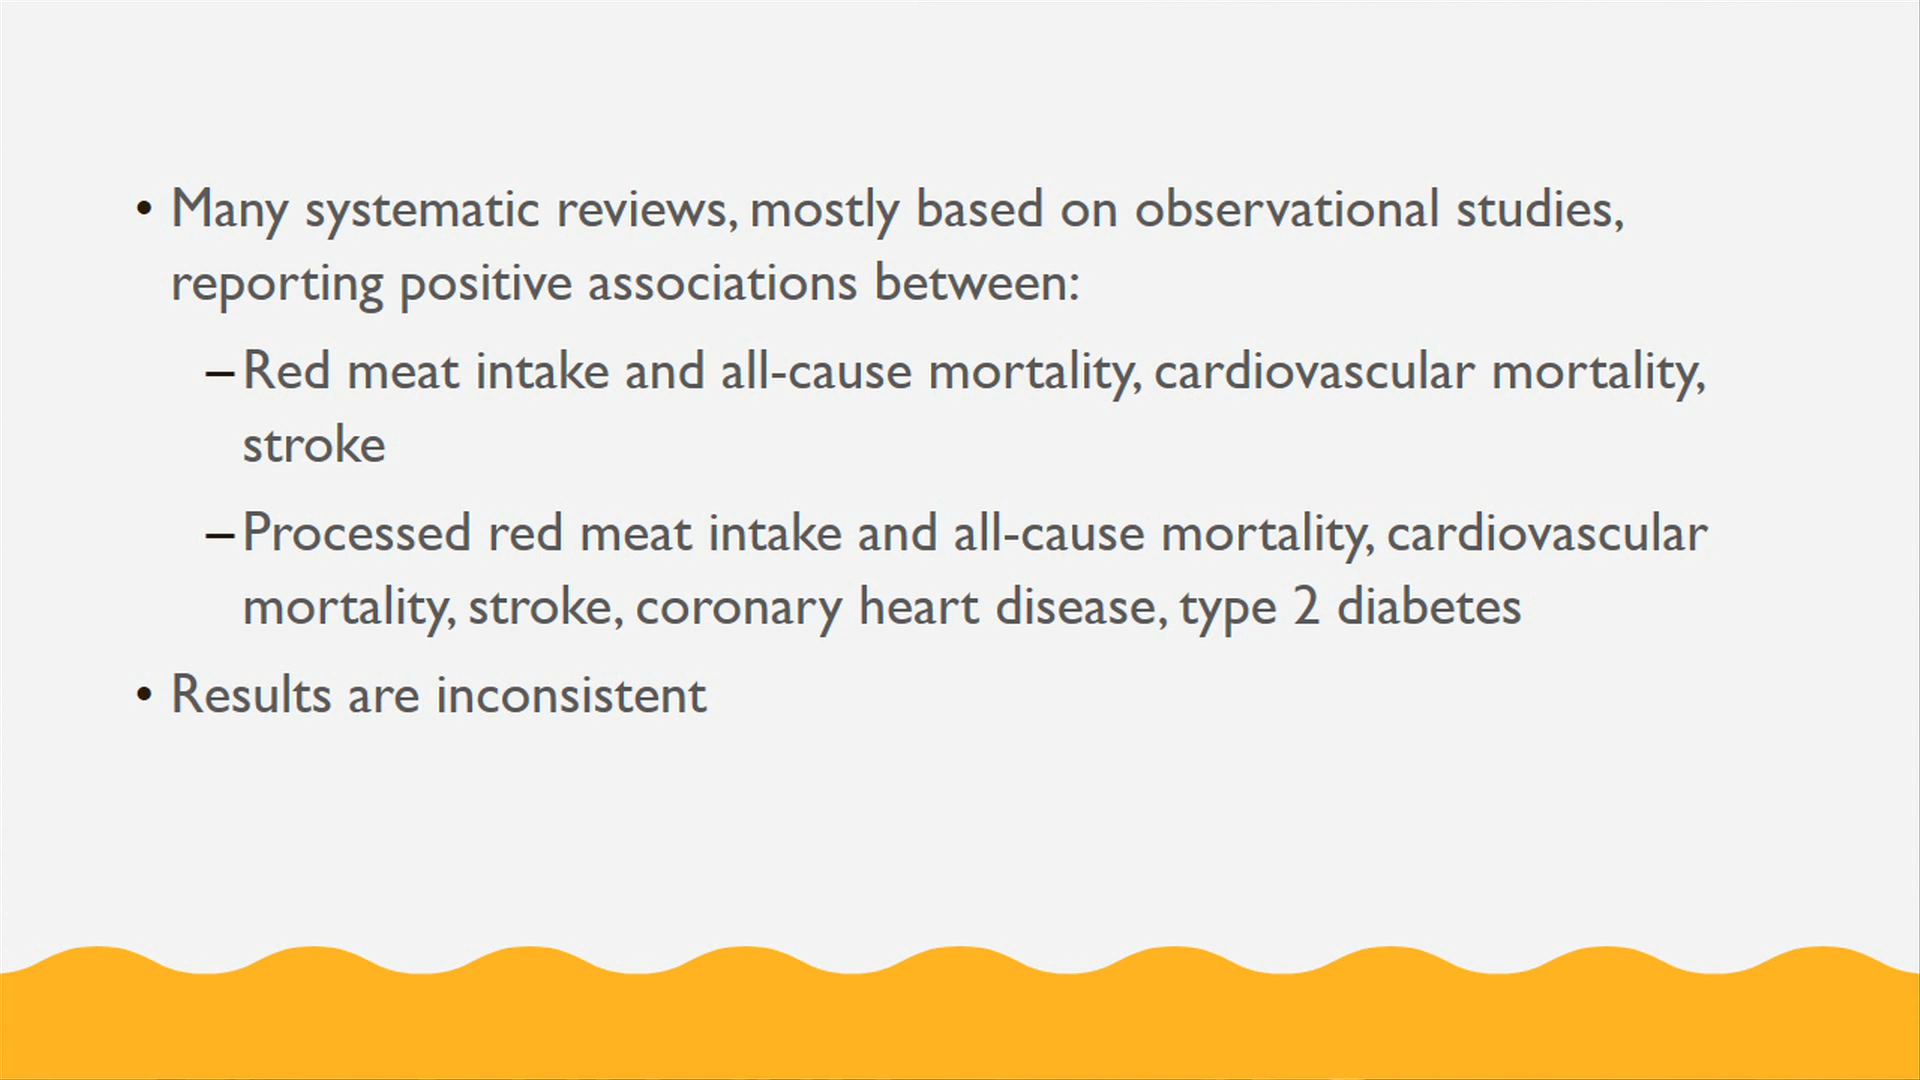 • Many systematic reviews, mostly based on observational studies,
reporting positive associations between:
– Red meat intake and all-cause mortality, cardiovascular mortality,
stroke
– Processed red meat intake and all-cause mortality, cardiovascular
mortality, stroke, coronary heart disease, type 2 diabetes
• Results are inconsistent